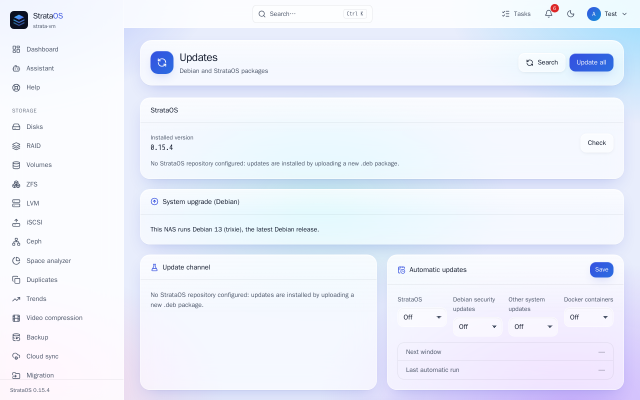 StrataOS
strata-vm
Search…
Ctrl K
Tasks
6
A
Test
Dashboard
Assistant
Help
STORAGE
Disks
RAID
Volumes
ZFS
LVM
iSCSI
Ceph
Space analyzer
Duplicates
Trends
Video compression
Backup
Cloud sync
Migration
StrataOS 0.15.4
Updates
Debian and StrataOS packages
Search
Update all
StrataOS
Installed version
0.15.4
Check
No StrataOS repository configured: updates are installed by uploading a new .deb package.
System upgrade (Debian)
This NAS runs Debian 13 (trixie), the latest Debian release.
Update channel
No StrataOS repository configured: updates are installed by uploading a
new .deb package.
Automatic updates
Save
StrataOS
Off
Debian security
updates
Off
Other system
updates
Off
Docker containers
Off
Next window
—
Last automatic run
—